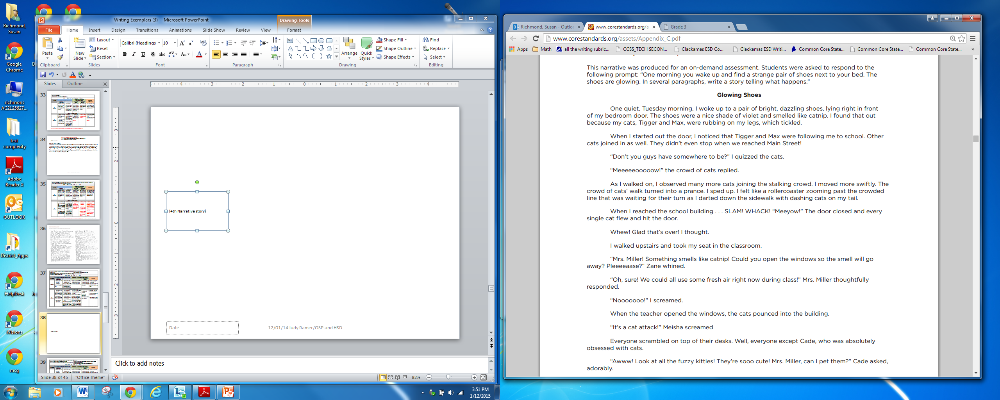 Richmond,
Susan
Google
Chrome
richmons
AC2125627...
text
complexity
Adobe
Reader X
OUTLOOK
District_Apps
HelpDesk
iVisions
msg
Writing Exemplars (3) - Microsoft PowerPoint
Drawing Tools
File Home Insert Design Transitions Animations Slide Show Review View Format
Paste
Clipboard
New
Slide
Layout
Reset
Section
Slides
Calibri (Headings) 10
Font
Paragraph
Arrange
Quick
Styles
Shape Fill
Shape Outline
Shape Effects
Drawing
Find
Replace
Select
Editing
Slides Outline
33
34
35
36
37
38
39
(4th Narrative story)
Date
12/01/14 Judy Ramer/OSP and HSD
Click to add notes
Slide 38 of 45 "Office Theme" 82%
3:51 PM
1/12/2015
Richmond, Susan - Outloo
www.corestandards.org/a
Grade 3
www.corestandards.org/assets/Appendix_C.pdf
Apps Math all the writing rubric... CCSS_TECH SECON... Clackamas ESD Co... Clackamas ESD Writi... Common Core State... Common Core State... Common Core State... »
This narrative was produced for an on-demand assessment. Students were asked to respond to the
following prompt: “One morning you wake up and find a strange pair of shoes next to your bed. The
shoes are glowing. In several paragraphs, write a story telling what happens.”
Glowing Shoes
One quiet, Tuesday morning, I woke up to a pair of bright, dazzling shoes, lying right in front
of my bedroom door. The shoes were a nice shade of violet and smelled like catnip. I found that out
because my cats, Tigger and Max, were rubbing on my legs, which tickled.
When I started out the door, I noticed that Tigger and Max were following me to school. Other
cats joined in as well. They didn’t even stop when we reached Main Street!
“Don’t you guys have somewhere to be?” I quizzed the cats.
“Meeeeeooooow!” the crowd of cats replied.
As I walked on, I observed many more cats joining the stalking crowd. I moved more swiftly. The
crowd of cats’ walk turned into a prance. I sped up. I felt like a rollercoaster zooming past the crowded
line that was waiting for their turn as I darted down the sidewalk with dashing cats on my tail.
When I reached the school building . . . SLAM! WHACK! “Meeyow!” The door closed and every
single cat flew and hit the door.
Whew! Glad that’s over! I thought.
I walked upstairs and took my seat in the classroom.
“Mrs. Miller! Something smells like catnip! Could you open the windows so the smell will go
away? Pleeeeaase?” Zane whined.
“Oh, sure! We could all use some fresh air right now during class!” Mrs. Miller thoughtfully
responded.
“Nooooooo!” I screamed.
When the teacher opened the windows, the cats pounced into the building.
“It’s a cat attack!” Meisha screamed
Everyone scrambled on top of their desks. Well, everyone except Cade, who was absolutely
obsessed with cats.
“Awww! Look at all the fuzzy kitties! They’re sooo cute! Mrs. Miller, can I pet them?” Cade asked,
adorably.